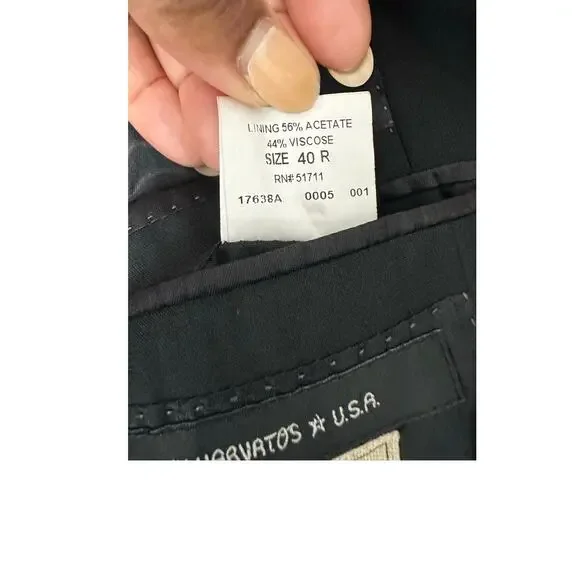 LINING 56% ACETATE
44% VISCOSE
SIZE 40 R
RN# 51711
17638A 0005 001
VARVATOS ☆ U.S.A.